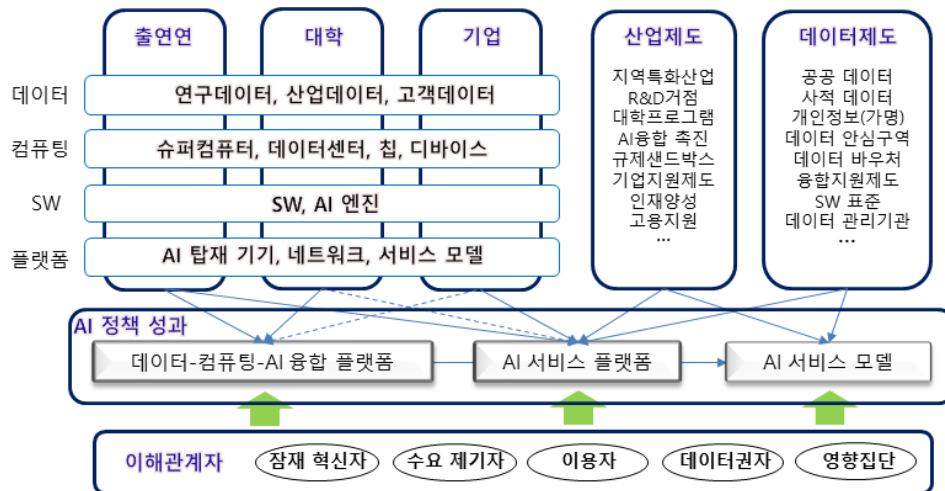 출연연
대학
기업
산업제도
데이터제도
데이터
연구데이터, 산업데이터, 고객데이터
컴퓨팅
슈퍼컴퓨터, 데이터센터, 칩, 디바이스
SW
SW, AI 엔진
플랫폼
AI 탑재 기기, 네트워크, 서비스 모델
지역특화산업
R&D거점
대학프로그램
AI융합 촉진
규제샌드박스
기업지원제도
인재양성
고용지원
...
공공 데이터
사적 데이터
개인정보(가명)
데이터 안심구역
데이터 바우처
융합지원제도
SW 표준
데이터 관리기관
...
AI 정책 성과
데이터-컴퓨팅-AI 융합 플랫폼
AI 서비스 플랫폼
AI 서비스 모델
이해관계자
잠재 혁신자
수요 제기자
이용자
데이터권자
영향집단